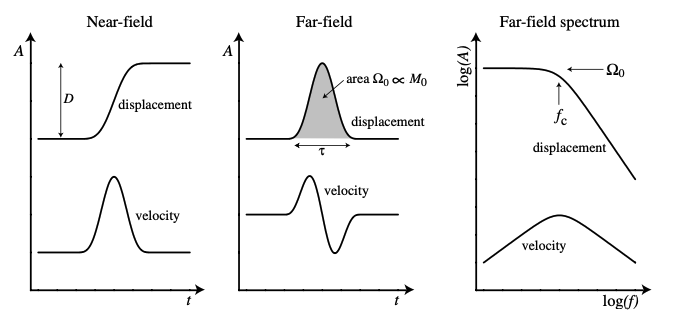 Near-field
A
D
displacement
velocity
t
Far-field
A
area Ω₀ ∝ M₀
displacement
τ
velocity
t
Far-field spectrum
log(A)
Ω₀
f_c
displacement
velocity
log(f)